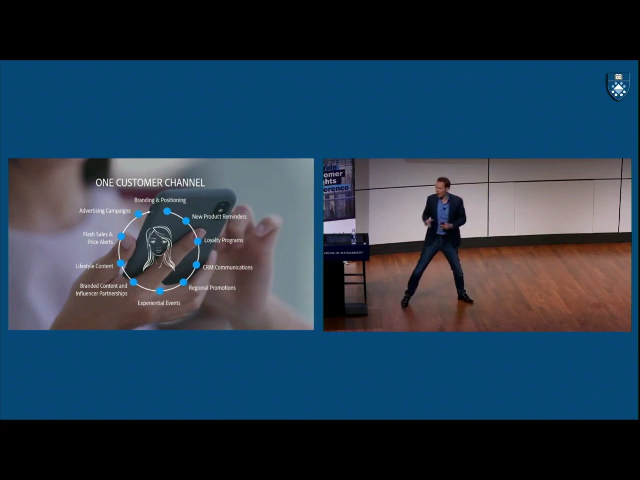 ONE CUSTOMER CHANNEL
Branding & Positioning
Advertising Campaigns
New Product Reminders
Flash Sales &
Price Alerts
Loyalty Programs
Lifestyle Content
CRM Communications
Branded Content and
Influencer Partnerships
Regional Promotions
Experiential Events